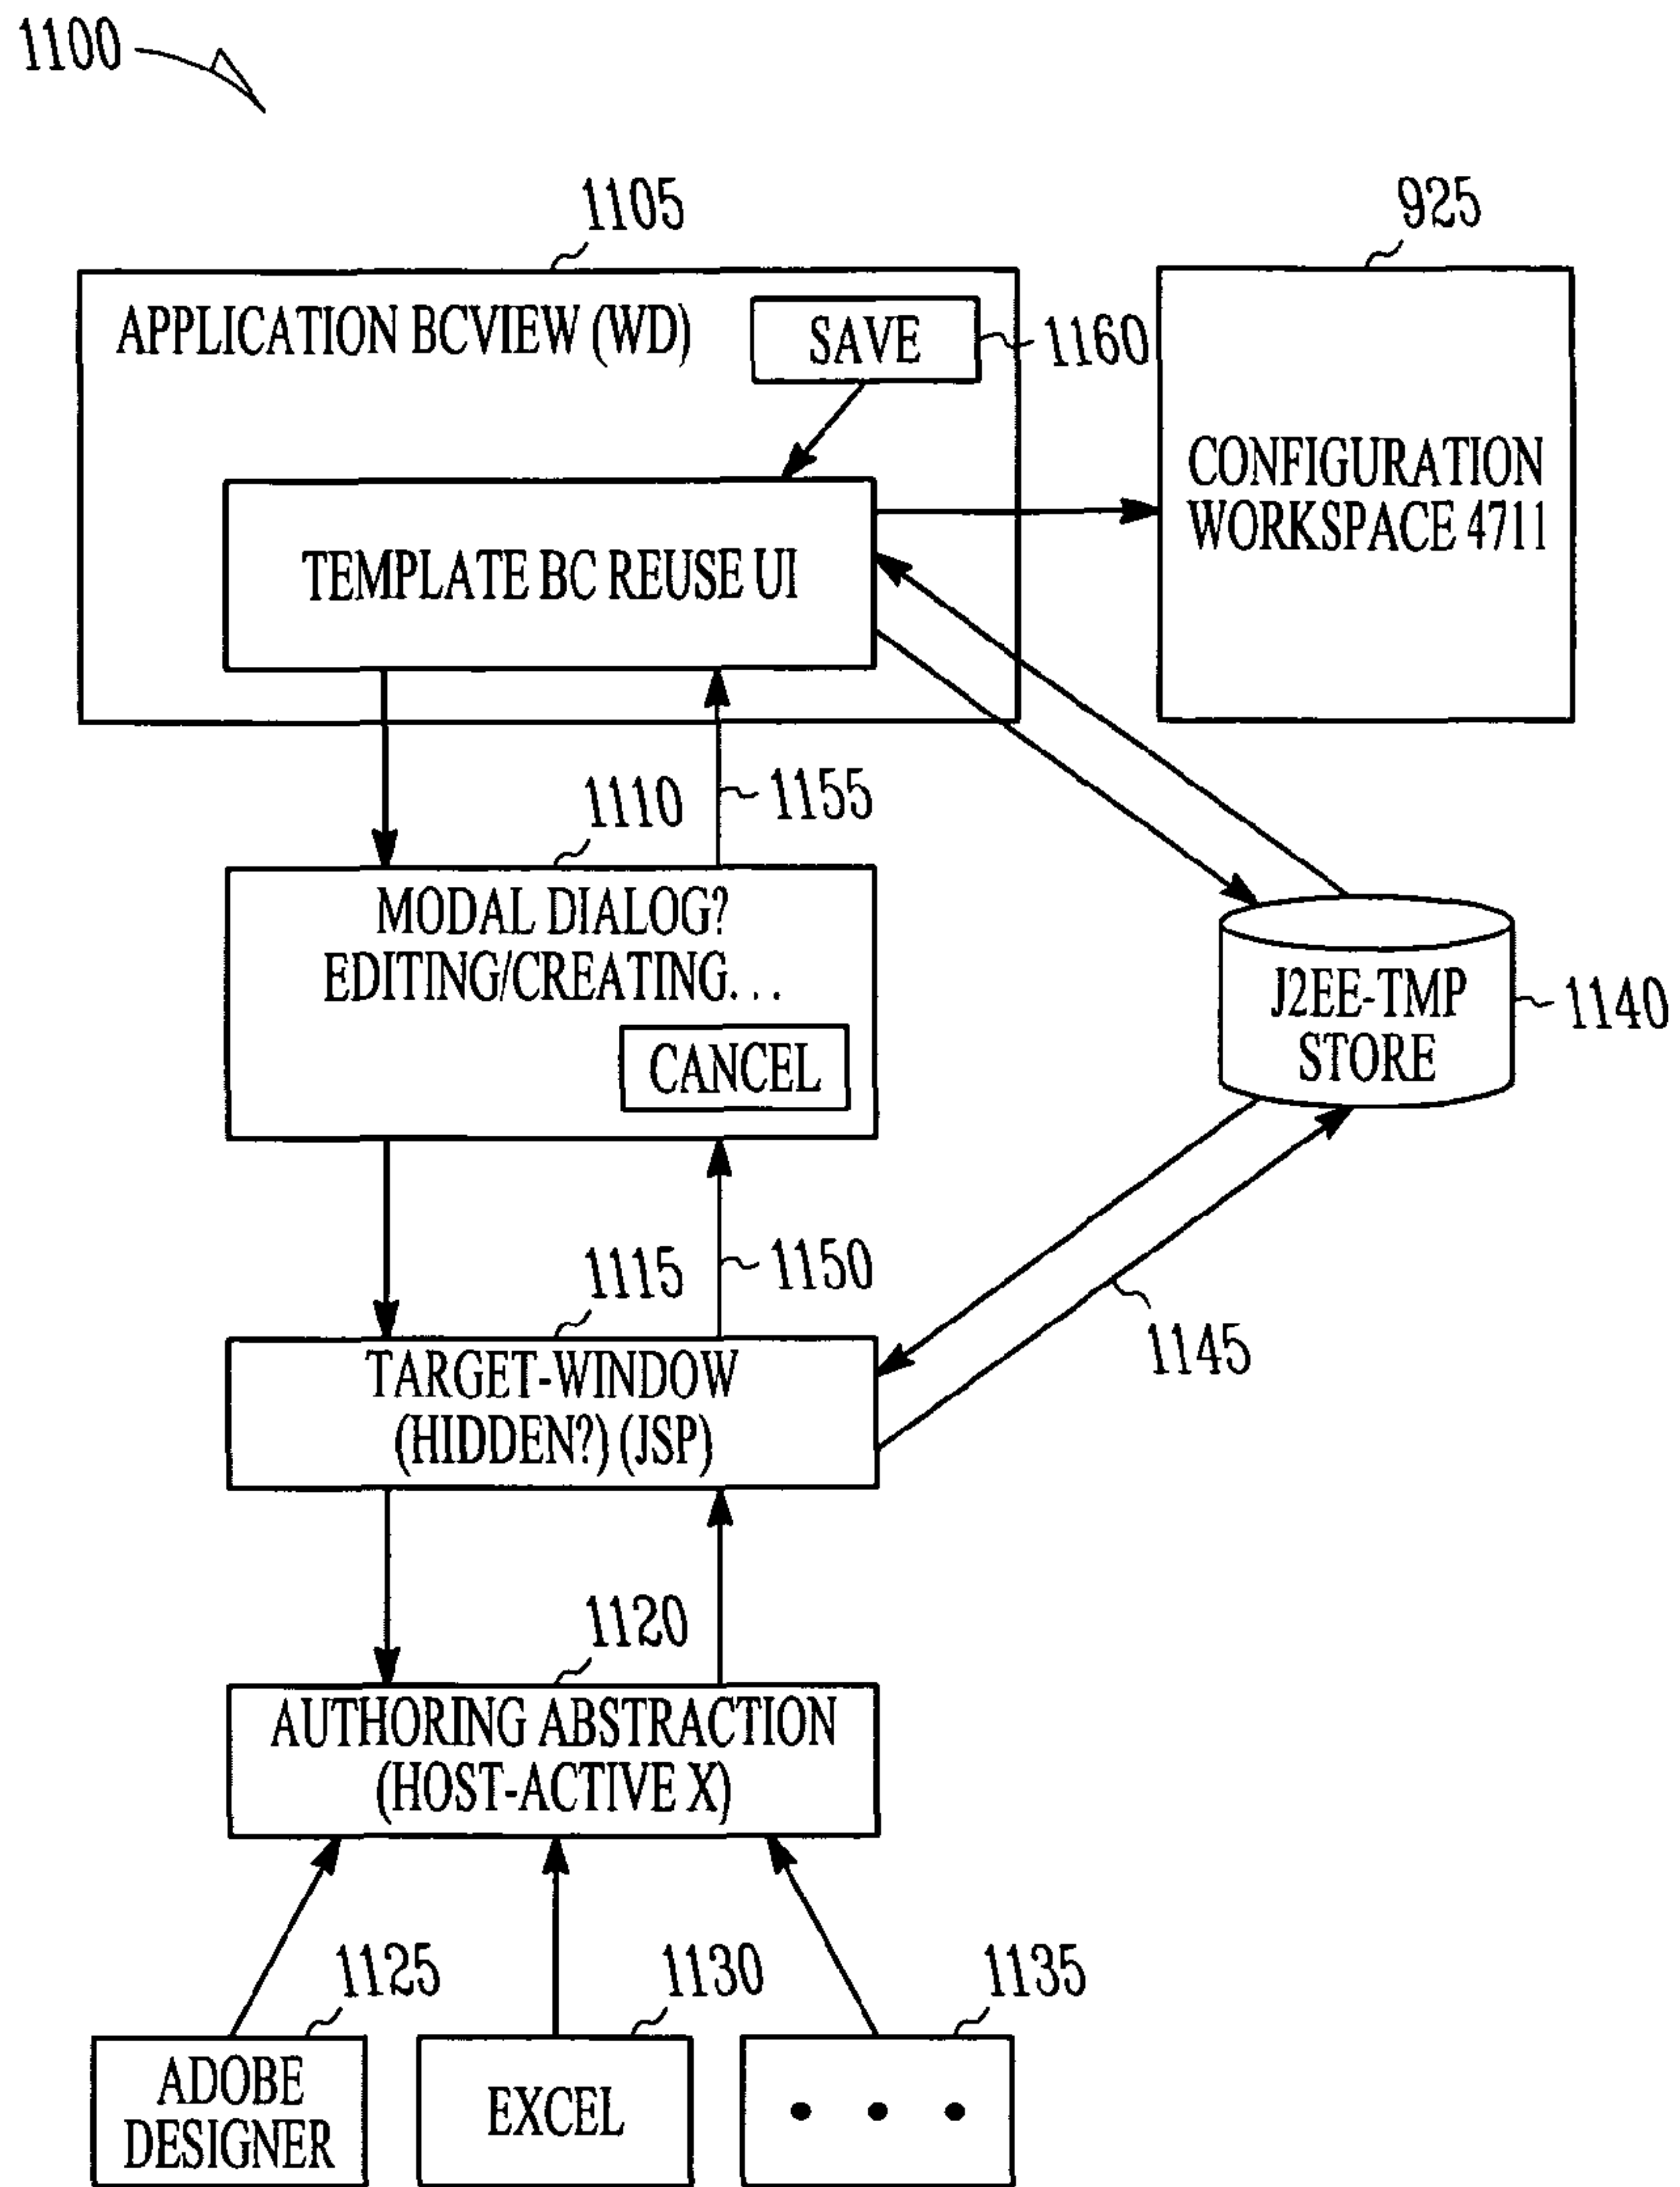 1100
1105
925
APPLICATION BCVIEW (WD)
SAVE
1160
CONFIGURATION
WORKSPACE 4711
TEMPLATE BC REUSE UI
1110
1155
MODAL DIALOG?
EDITING/CREATING...
CANCEL
J2EE-TMP
STORE
1140
1115
1150
1145
TARGET-WINDOW
(HIDDEN?) (JSP)
1120
AUTHORING ABSTRACTION
(HOST-ACTIVE X)
1125
1130
1135
ADOBE
DESIGNER
EXCEL
• • •